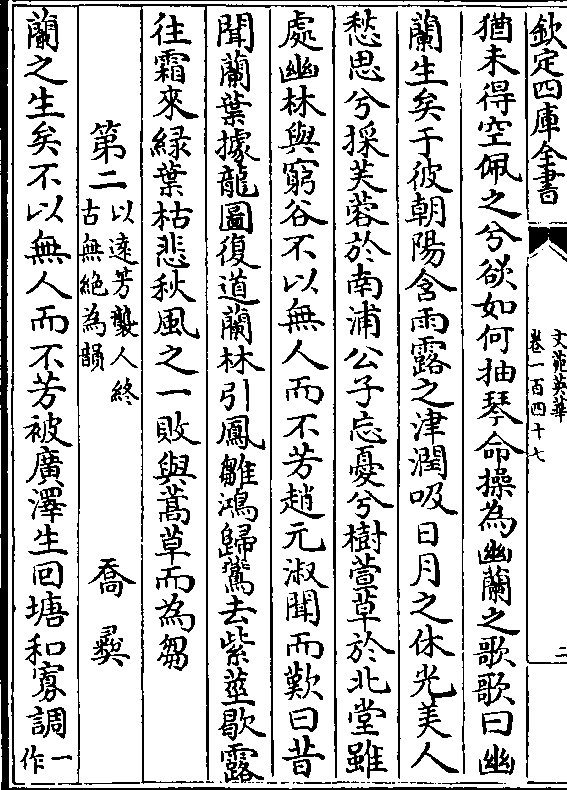 欽定四庫全書
文苑英華
卷一百四十七
二
猶未得空佩之兮欲如何抽琴命操為幽蘭之歌歌曰幽
蘭生矣于彼朝陽含雨露之津潤吸日月之休光美人
愁思兮採芙蓉於南浦公子忘憂兮樹萱草於北堂雖
處幽林與窮谷不以無人而不芳趙元淑聞而歎曰昔
聞蘭葉據龍圖復道蘭林引鳳雛鴻歸鷰去紫莖歇露
往霜來緑葉枯悲秋風之一敗與蒿草而為芻
第二
以遠芳襲人終
古無絶為韻
喬彞
蘭之生矣不以無人而不芳被廣澤生回塘和寡調
一
作